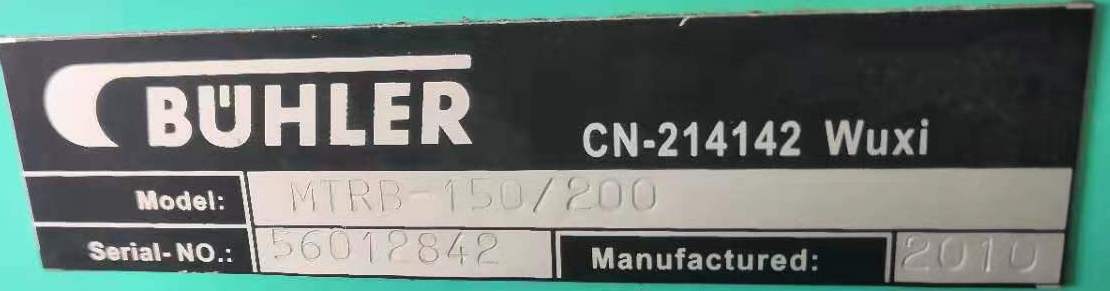 BÜHLER
CN-214142 Wuxi
Model: MTRB-150/200
Serial-NO.: 56012842 Manufactured: 2010